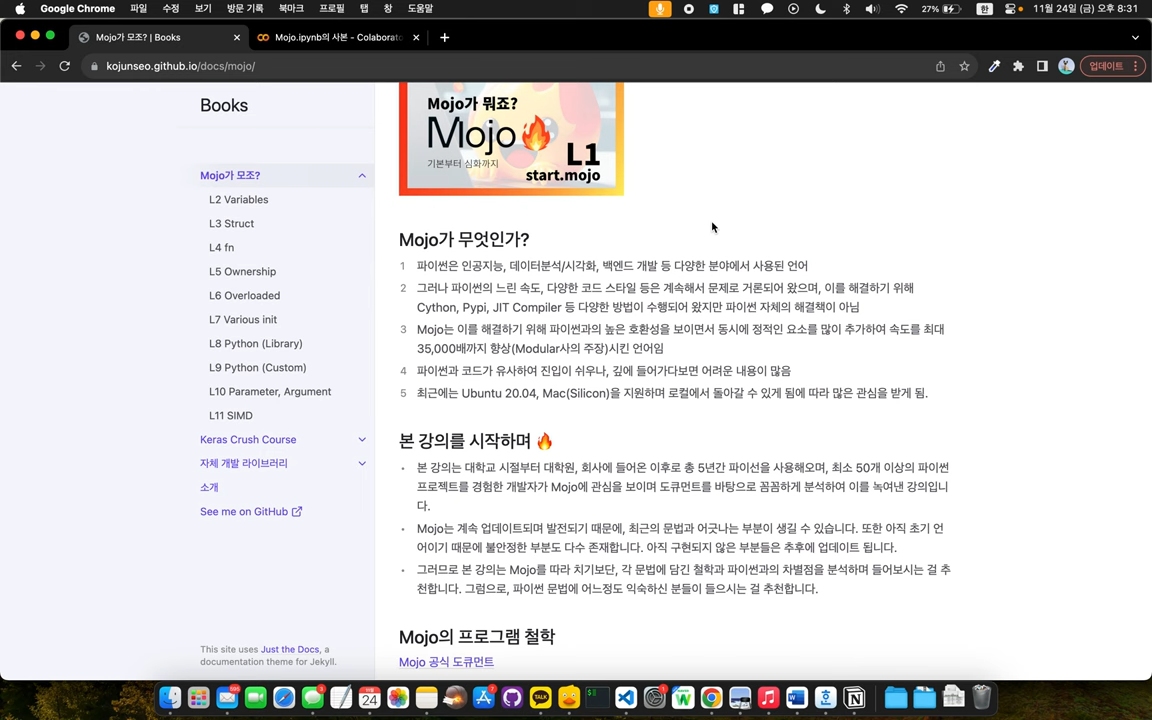 Google Chrome 파일 수정 보기 방문 기록 북마크 프로필 탭 창 도움말 27% 한 11월 24일 (금) 오후 8:31
Mojo가 모조? | Books
Mojo.ipynb의 사본 - Colaborato
kojunseo.github.io/docs/mojo/
업데이트
Books
Mojo가 모조?
L2 Variables
L3 Struct
L4 fn
L5 Ownership
L6 Overloaded
L7 Various init
L8 Python (Library)
L9 Python (Custom)
L10 Parameter, Argument
L11 SIMD
Keras Crush Course
자체 개발 라이브러리
소개
See me on GitHub
This site uses Just the Docs, a
documentation theme for Jekyll.
Mojo가 뭐죠?
Mojo
기본부터 심화까지
L1
start.mojo
Mojo가 무엇인가?
1 파이썬은 인공지능, 데이터분석/시각화, 백엔드 개발 등 다양한 분야에서 사용된 언어
2 그러나 파이썬의 느린 속도, 다양한 코드 스타일 등은 계속해서 문제로 거론되어 왔으며, 이를 해결하기 위해
Cython, Pypi, JIT Compiler 등 다양한 방법이 수행되어 왔지만 파이썬 자체의 해결책이 아님
3 Mojo는 이를 해결하기 위해 파이썬과의 높은 호환성을 보이면서 동시에 정적인 요소를 많이 추가하여 속도를 최대
35,000배까지 향상(Modular사의 주장)시킨 언어임
4 파이썬과 코드가 유사하여 진입이 쉬우나, 깊에 들어가다보면 어려운 내용이 많음
5 최근에는 Ubuntu 20.04, Mac(Silicon)을 지원하며 로컬에서 돌아갈 수 있게 됨에 따라 많은 관심을 받게 됨.
본 강의를 시작하며 🔥
• 본 강의는 대학교 시절부터 대학원, 회사에 들어온 이후로 총 5년간 파이선을 사용해오며, 최소 50개 이상의 파이썬
프로젝트를 경험한 개발자가 Mojo에 관심을 보이며 도큐먼트를 바탕으로 꼼꼼하게 분석하여 이를 녹여낸 강의입니
다.
• Mojo는 계속 업데이트되며 발전되기 때문에, 최근의 문법과 어긋나는 부분이 생길 수 있습니다. 또한 아직 초기 언
어이기 때문에 불안정한 부분도 다수 존재합니다. 아직 구현되지 않은 부분들은 추후에 업데이트 됩니다.
• 그러므로 본 강의는 Mojo를 따라 치기보단, 각 문법에 담긴 철학과 파이썬과의 차별점을 분석하며 들어보시는 걸 추
천합니다. 그럼으로, 파이썬 문법에 어느정도 익숙하신 분들이 들으시는 걸 추천합니다.
Mojo의 프로그램 철학
Mojo 공식 도큐먼트